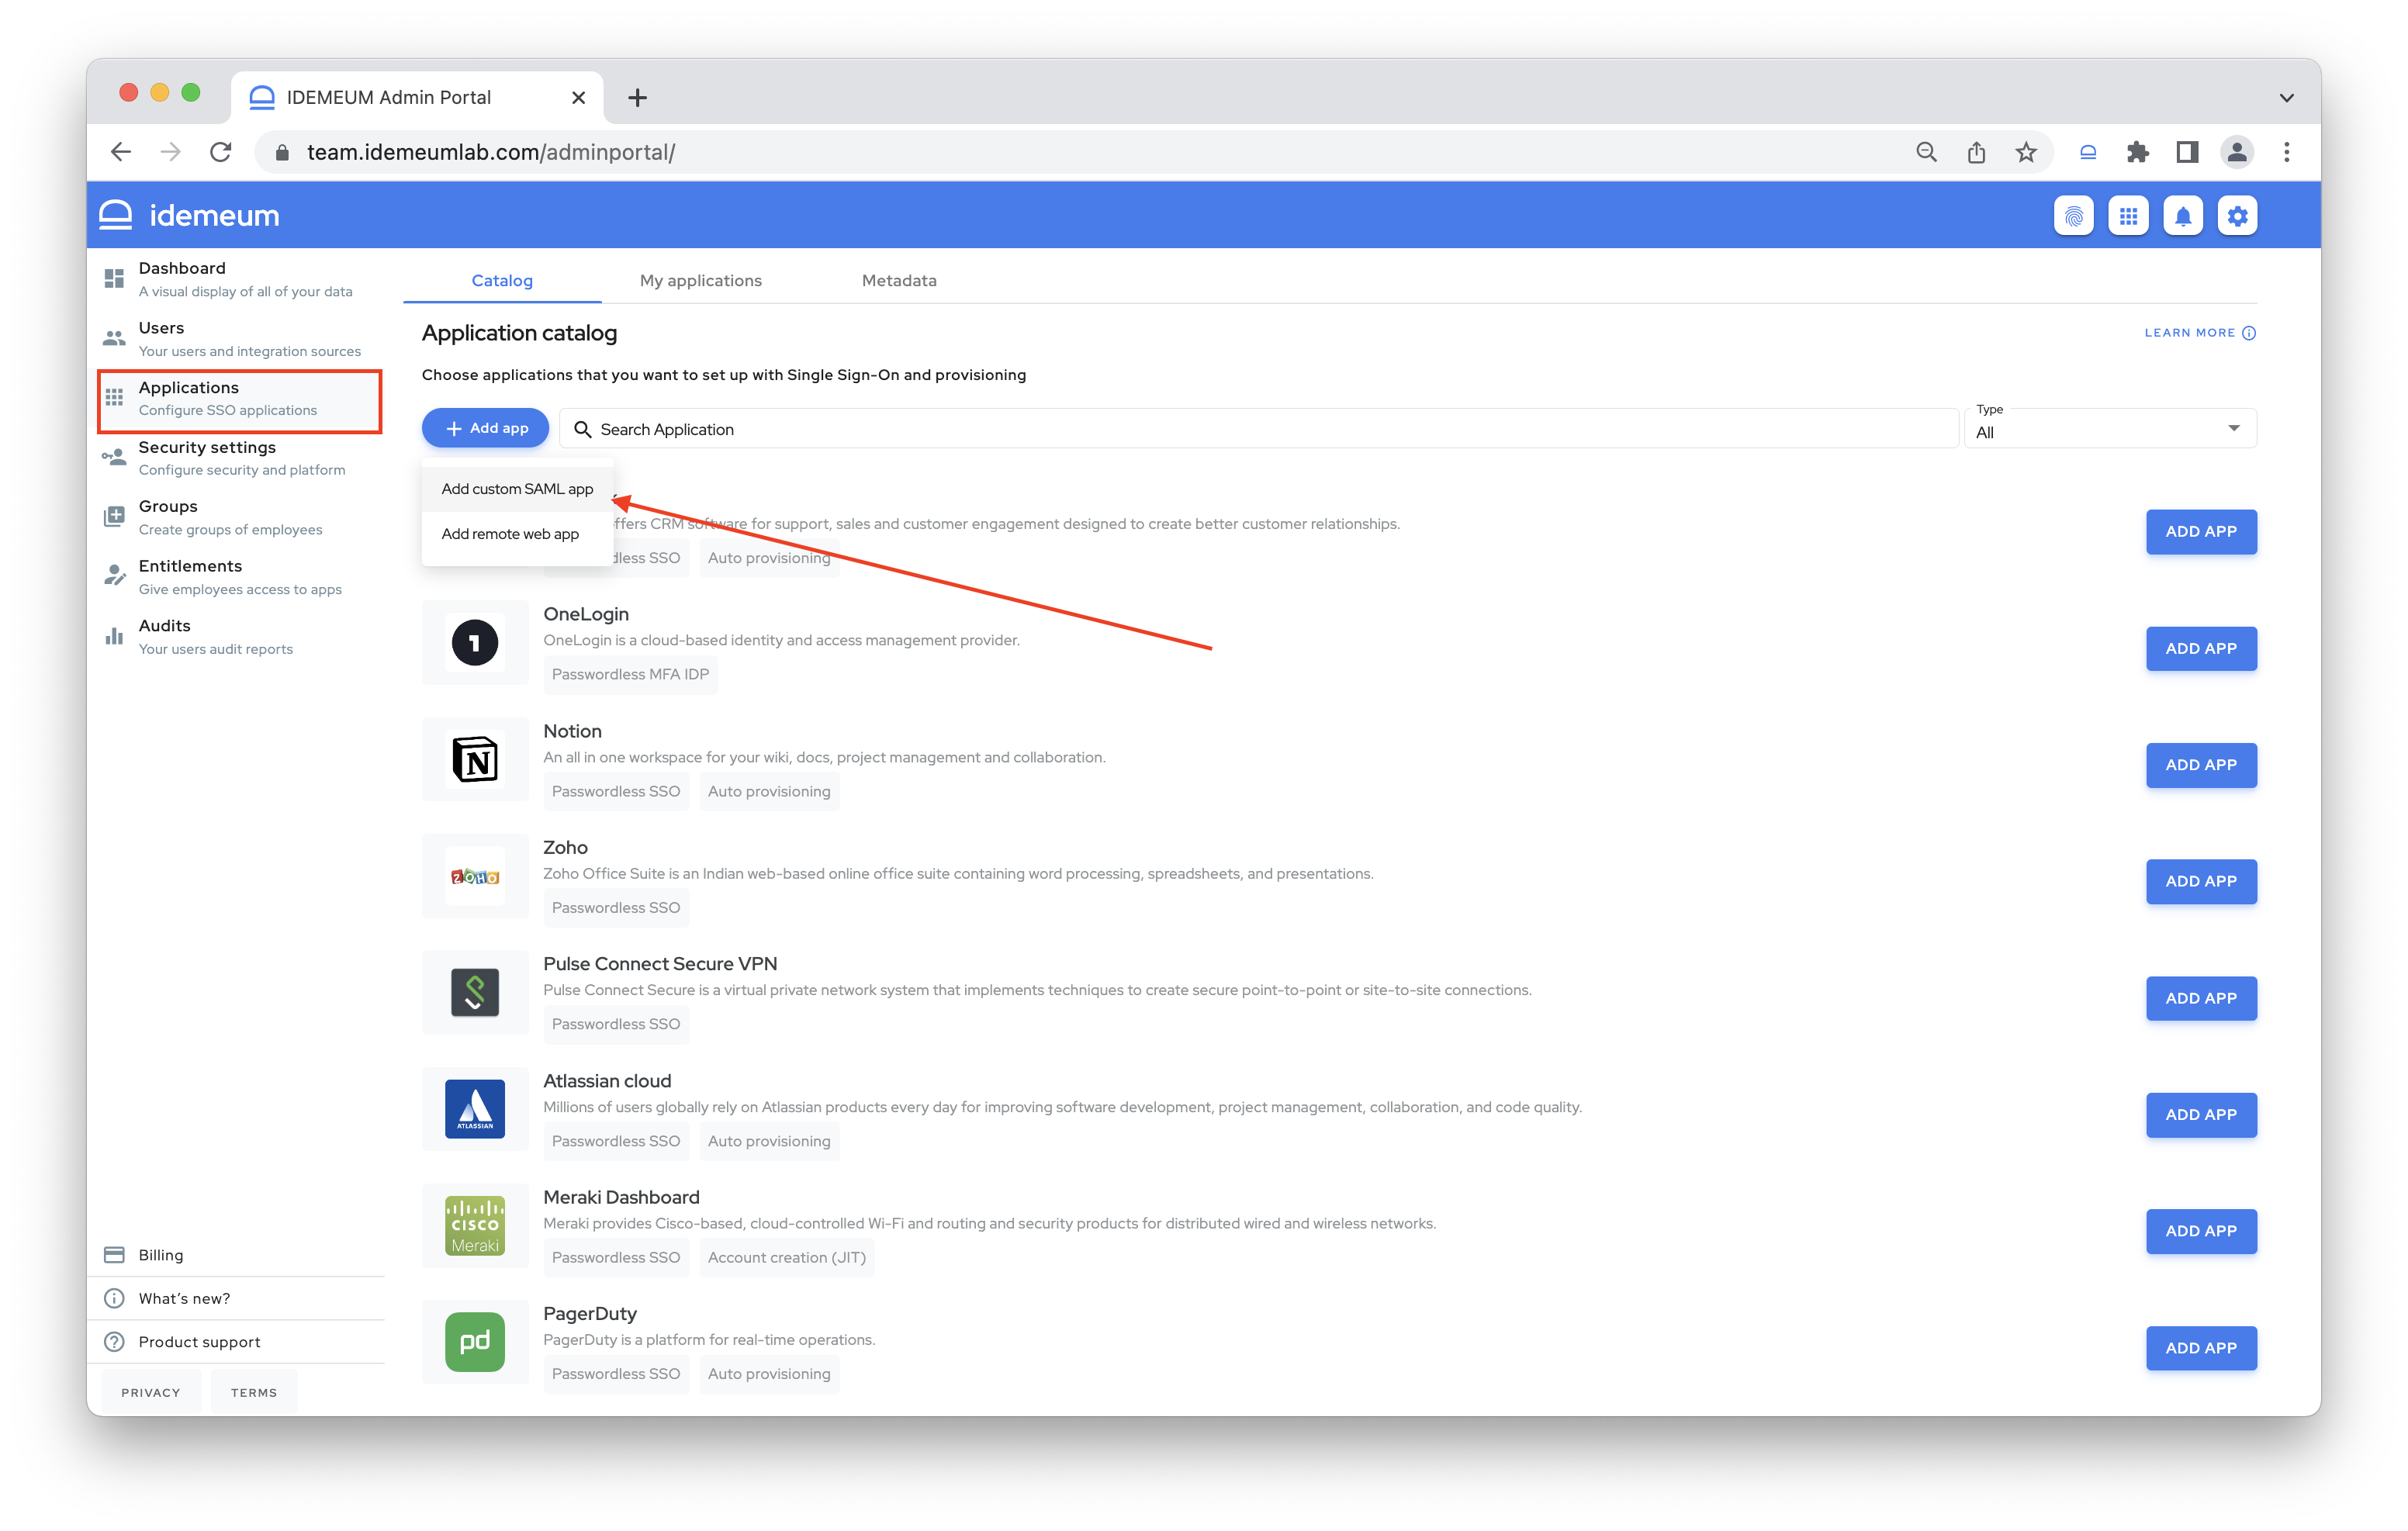 IDEMEUM Admin Portal
team.idemeumlab.com/adminportal/
idemeum
Dashboard
A visual display of all of your data
Users
Your users and integration sources
Applications
Configure SSO applications
Security settings
Configure security and platform
Groups
Create groups of employees
Entitlements
Give employees access to apps
Audits
Your users audit reports
Billing
What's new?
Product support
PRIVACY TERMS
Catalog My applications Metadata
Application catalog
LEARN MORE
Choose applications that you want to set up with Single Sign-On and provisioning
+ Add app
Search Application
Type
All
Add custom SAML app
Add remote web app
ffers CRM software for support, sales and customer engagement designed to create better customer relationships.
dless SSO Auto provisioning
ADD APP
OneLogin
OneLogin is a cloud-based identity and access management provider.
Passwordless MFA IDP
ADD APP
Notion
An all in one workspace for your wiki, docs, project management and collaboration.
Passwordless SSO Auto provisioning
ADD APP
ZOHO
Zoho
Zoho Office Suite is an Indian web-based online office suite containing word processing, spreadsheets, and presentations.
Passwordless SSO
ADD APP
Pulse Connect Secure VPN
Pulse Connect Secure is a virtual private network system that implements techniques to create secure point-to-point or site-to-site connections.
Passwordless SSO
ADD APP
ATLASSIAN
Atlassian cloud
Millions of users globally rely on Atlassian products every day for improving software development, project management, collaboration, and code quality.
Passwordless SSO Auto provisioning
ADD APP
CISCO
Meraki
Meraki Dashboard
Meraki provides Cisco-based, cloud-controlled Wi-Fi and routing and security products for distributed wired and wireless networks.
Passwordless SSO Account creation (JIT)
ADD APP
pd
PagerDuty
PagerDuty is a platform for real-time operations.
Passwordless SSO Auto provisioning
ADD APP